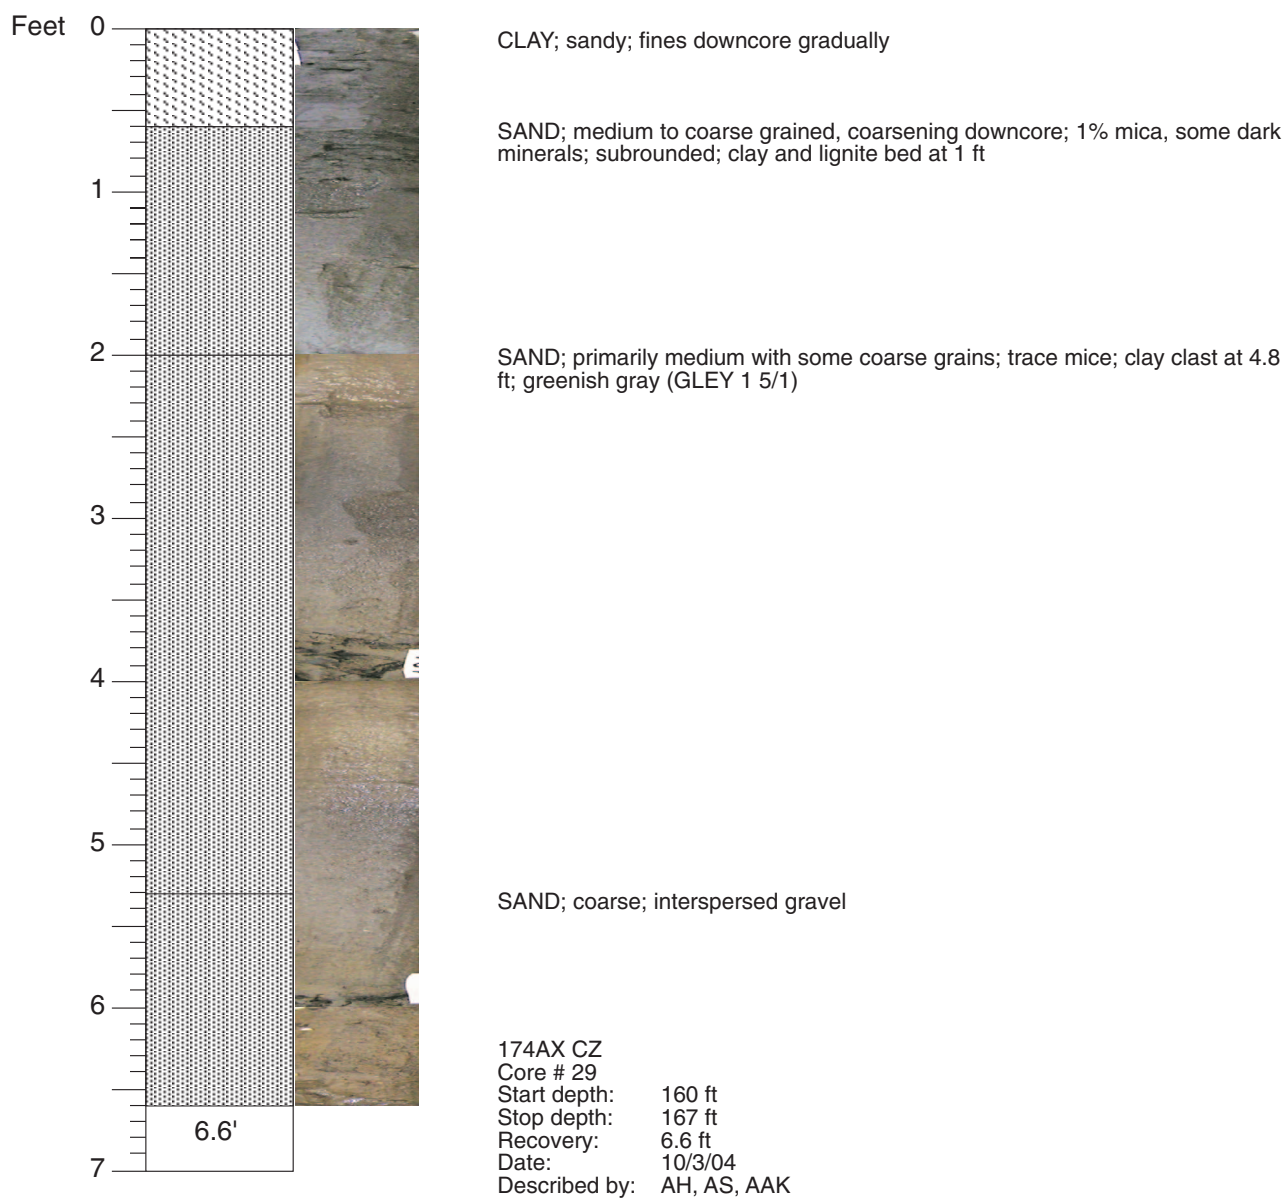 Feet 0
CLAY; sandy; fines downcore gradually
SAND; medium to coarse grained, coarsening downcore; 1% mica, some dark
minerals; subrounded; clay and lignite bed at 1 ft
1
2
SAND; primarily medium with some coarse grains; trace mice; clay clast at 4.8
ft; greenish gray (GLEY 1 5/1)
3
4
5
SAND; coarse; interspersed gravel
6
174AX CZ
Core # 29
Start depth: 160 ft
Stop depth: 167 ft
6.6'
Recovery: 6.6 ft
Date: 10/3/04
7
Described by: AH, AS, AAK